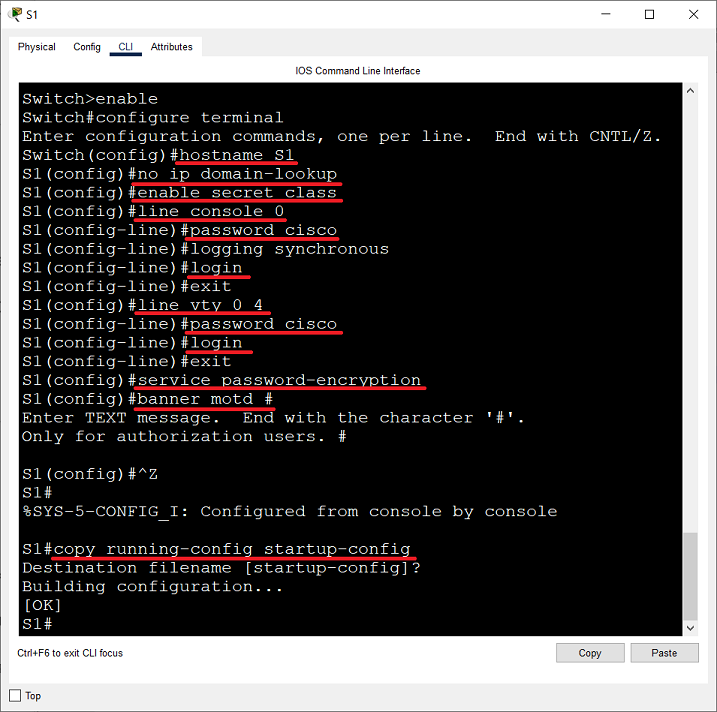 S1
Physical Config CLI Attributes
IOS Command Line Interface
Switch>enable
Switch#configure terminal
Enter configuration commands, one per line.  End with CNTL/Z.
Switch(config)#hostname S1
S1(config)#no ip domain-lookup
S1(config)#enable secret class
S1(config)#line console 0
S1(config-line)#password cisco
S1(config-line)#logging synchronous
S1(config-line)#login
S1(config-line)#exit
S1(config)#line vty 0 4
S1(config-line)#password cisco
S1(config-line)#login
S1(config-line)#exit
S1(config)#service password-encryption
S1(config)#banner motd #
Enter TEXT message.  End with the character '#'.
Only for authorization users. #
S1(config)#^Z
S1#
%SYS-5-CONFIG_I: Configured from console by console
S1#copy running-config startup-config
Destination filename [startup-config]?
Building configuration...
[OK]
S1#
Ctrl+F6 to exit CLI focus Copy Paste
Top